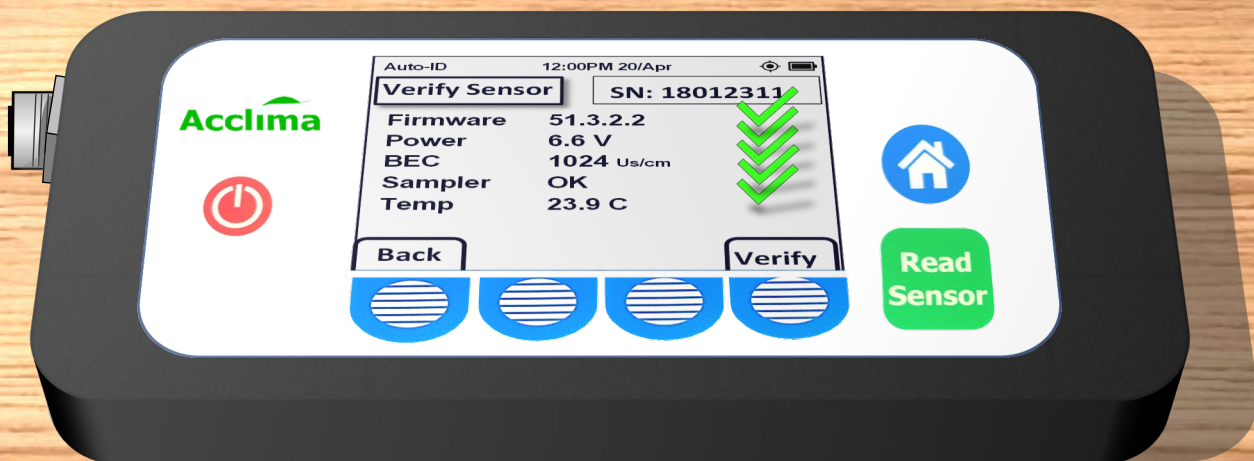 Acclima
Auto-ID 12:00PM 20/Apr
Verify Sensor SN: 18012311
Firmware 51.3.2.2
Power 6.6 V
BEC 1024 Us/cm
Sampler OK
Temp 23.9 C
Back Verify
Read
Sensor